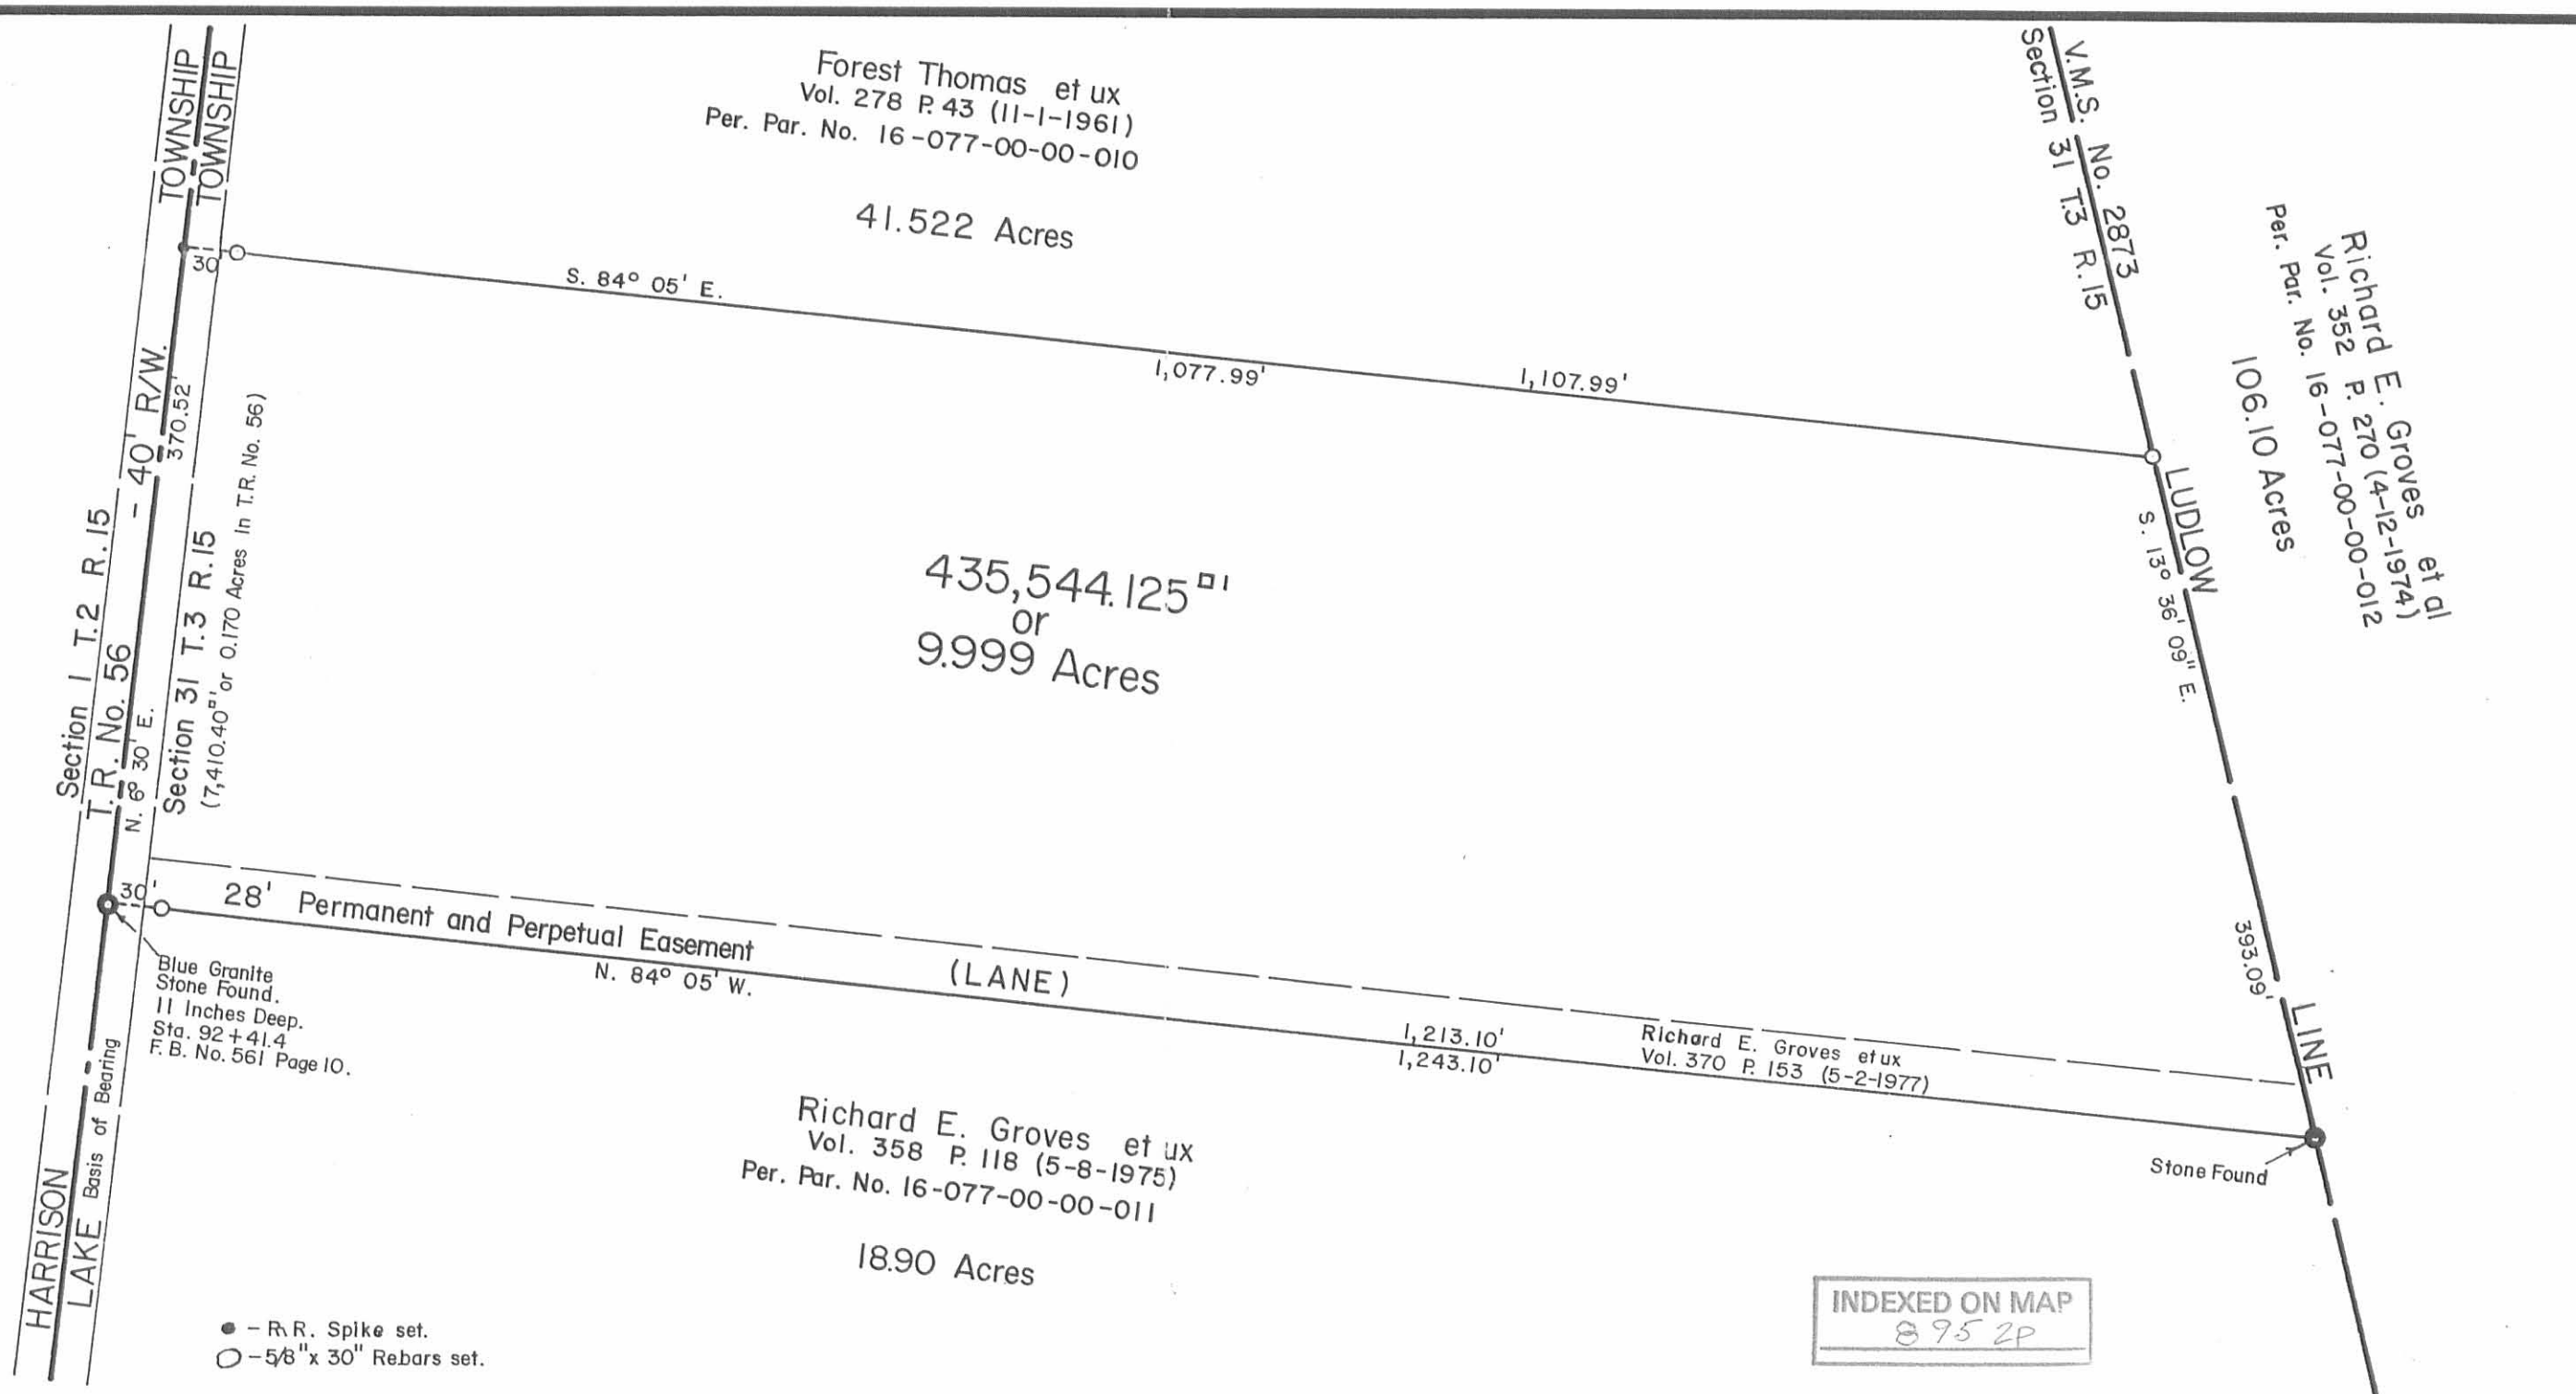 TOWNSHIP
TOWNSHIP
Forest Thomas et ux
Vol. 278 P. 43 (11-1-1961)
Per. Par. No. 16-077-00-00-010
41.522 Acres
V.M.S. No. 2873
Section 31 T.3 R.15
Richard E. Groves et al
Vol. 352 P. 270 (4-12-1974)
Per. Par. No. 16-077-00-00-012
106.10 Acres
30'
S. 84° 05' E.
1,077.99'
1,107.99'
- 40' R/W.
370.52'
LUDLOW
S. 13° 36' 09" E.
Section 1 T.2 R.15
T.R. No. 56
N. 6° 30' E.
Section 31 T.3 R.15
(7,410.40□' or 0.170 Acres In T.R. No. 56)
435,544.125□'
or
9.999 Acres
30'
28' Permanent and Perpetual Easement
(LANE)
N. 84° 05' W.
1,213.10'
1,243.10'
Richard E. Groves et ux
Vol. 370 P. 153 (5-2-1977)
393.09'
LINE
Stone Found
Blue Granite
Stone Found.
11 Inches Deep.
Sta. 92+41.4
F.B. No. 561 Page 10.
HARRISON
LAKE
Basis of Bearing
Richard E. Groves et ux
Vol. 358 P. 118 (5-8-1975)
Per. Par. No. 16-077-00-00-011
18.90 Acres
● - R.R. Spike set.
○ - 5/8" x 30" Rebars set.
INDEXED ON MAP
8952P